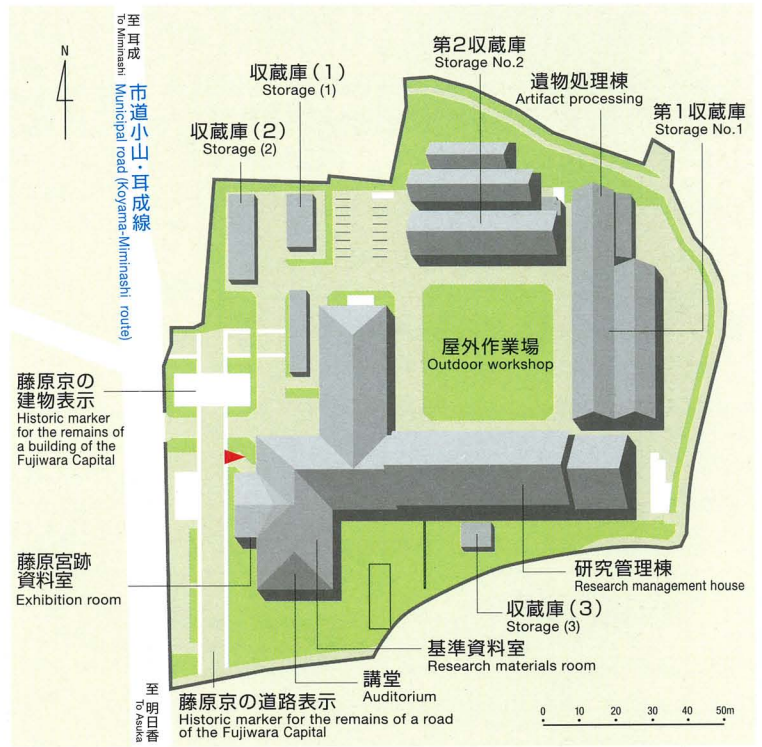 N
至 耳成
To Miminashi
市道小山・耳成線
Municipal road (Koyama-Miminashi route)
収蔵庫(1)
Storage (1)
収蔵庫(2)
Storage (2)
第2収蔵庫
Storage No.2
遺物処理棟
Artifact processing
第1収蔵庫
Storage No.1
屋外作業場
Outdoor workshop
藤原京の
建物表示
Historic marker
for the remains of
a building of the
Fujiwara Capital
藤原宮跡
資料室
Exhibition room
研究管理棟
Research management house
収蔵庫(3)
Storage (3)
基準資料室
Research materials room
講堂
Auditorium
藤原京の道路表示
Historic marker for the remains of a road
of the Fujiwara Capital
至 明日香
To Asuka
0 10 20 30 40 50m